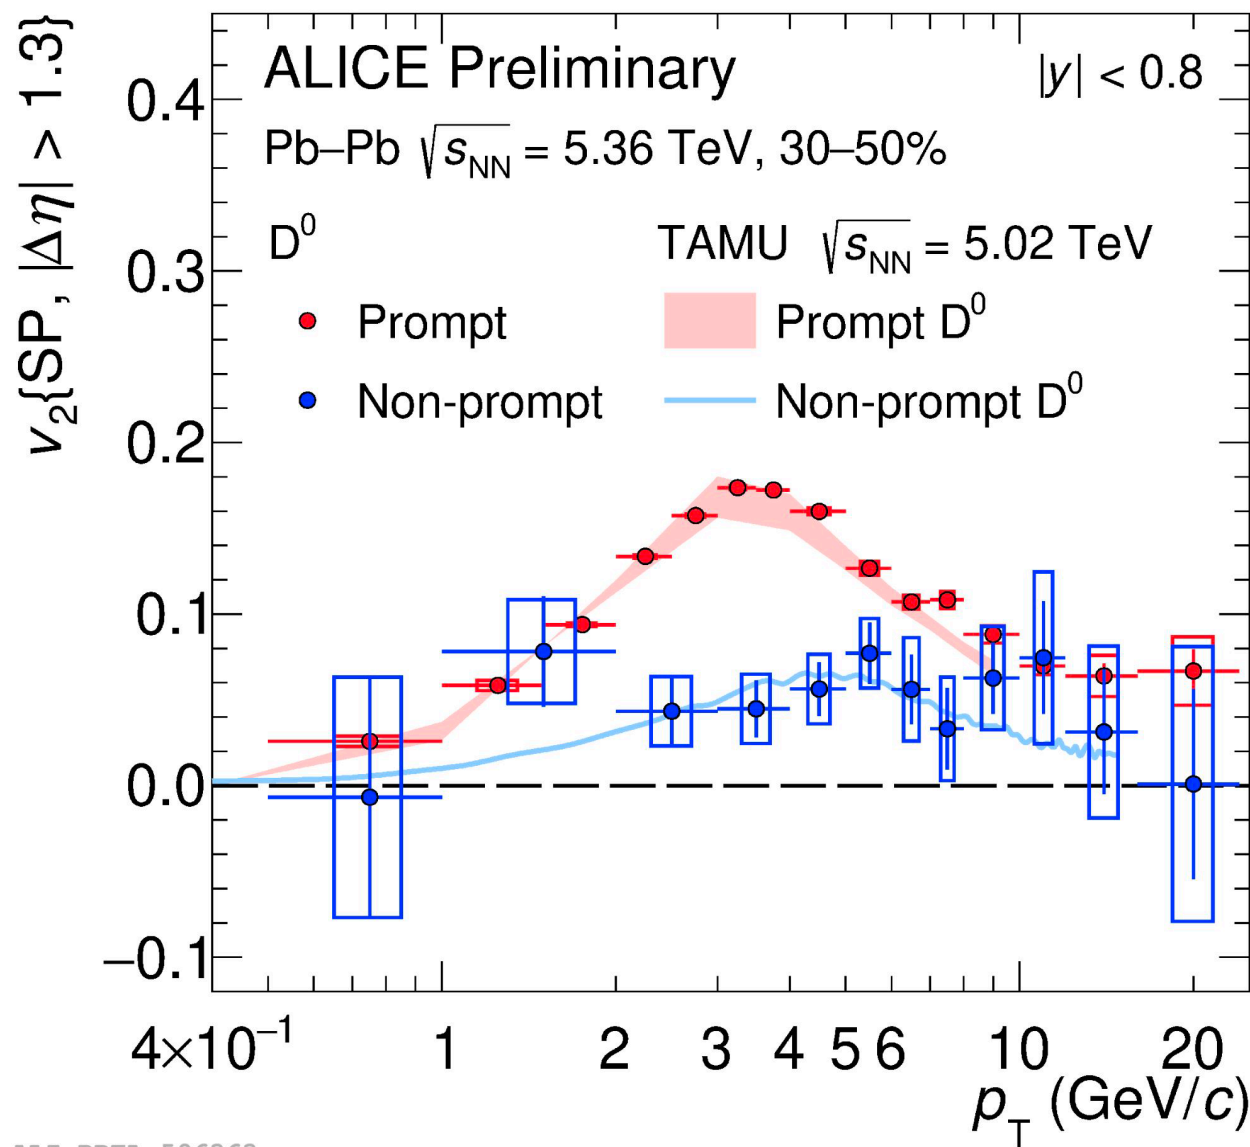 ALICE Preliminary
|y| < 0.8
Pb–Pb √sNN = 5.36 TeV, 30–50%
D⁰
TAMU √sNN = 5.02 TeV
Prompt
Prompt D⁰
Non-prompt
Non-prompt D⁰
v₂{SP, |Δη| > 1.3}
0.4
0.3
0.2
0.1
0.0
−0.1
4×10⁻¹ 1 2 3 4 5 6 10 20
pT (GeV/c)